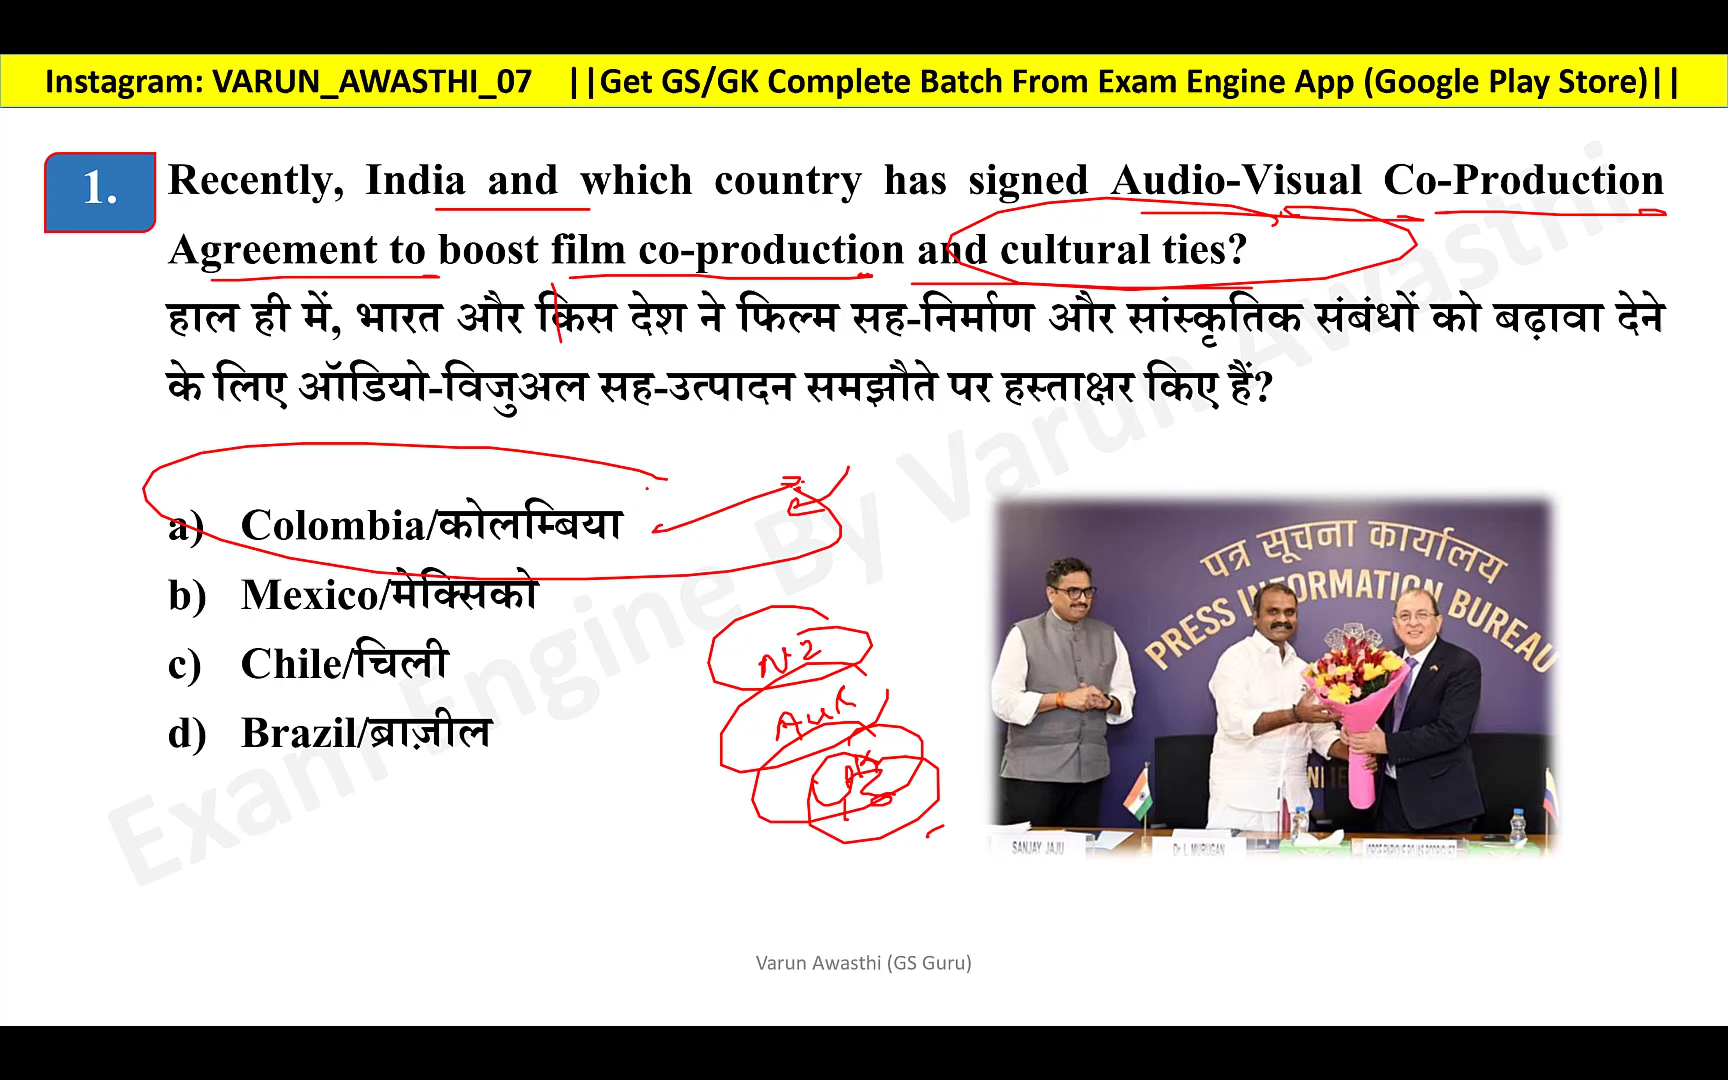 Instagram: VARUN_AWASTHI_07 ||Get GS/GK Complete Batch From Exam Engine App (Google Play Store)||
1. Recently, India and which country has signed Audio-Visual Co-Production
Agreement to boost film co-production and cultural ties?
हाल ही में, भारत और किस देश ने फिल्म सह-निर्माण और सांस्कृतिक संबंधों को बढ़ावा देने
के लिए ऑडियो-विजुअल सह-उत्पादन समझौते पर हस्ताक्षर किए हैं?
a) Colombia/कोलम्बिया
b) Mexico/मेक्सिको
c) Chile/चिली
d) Brazil/ब्राज़ील
NZ
पत्र सूचना कार्यालय
PRESS INFORMATION BUREAU
SANJAY JAJU
Dr L. MURUGAN
Exam Engine By Varun Awasthi
Varun Awasthi (GS Guru)